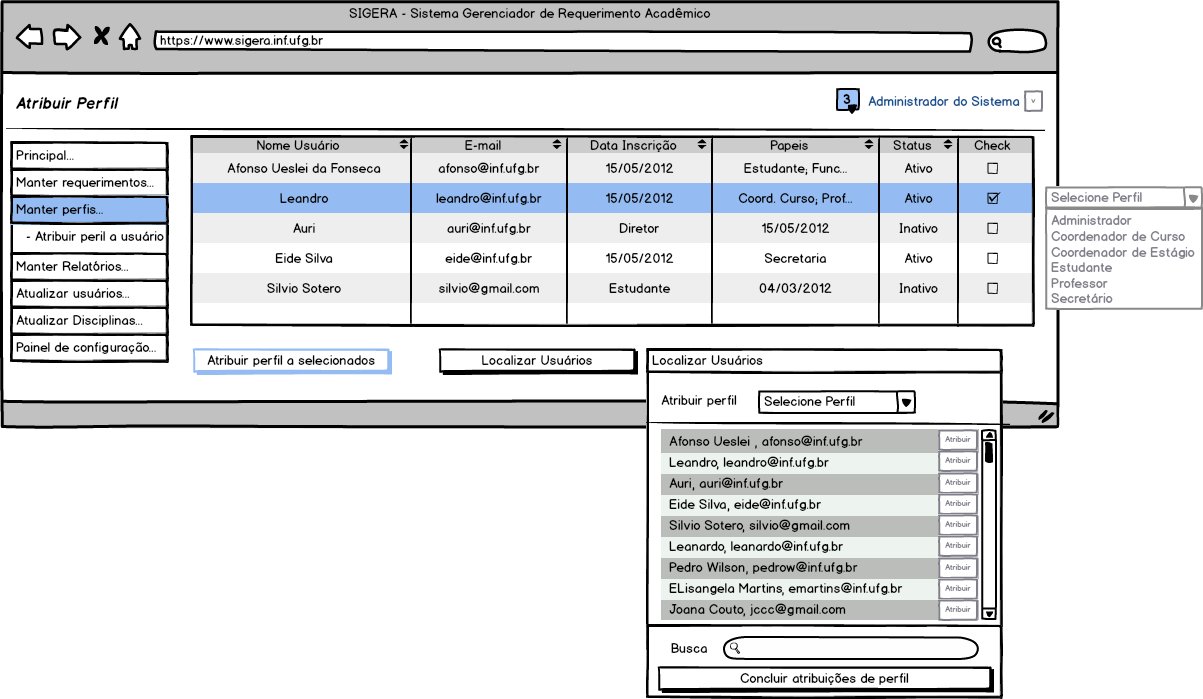 SIGERA - Sistema Gerenciador de Requerimento Acadêmico
https://www.sigera.inf.ufg.br
Atribuir Perfil
3 Administrador do Sistema v
Principal...
Manter requerimentos...
Manter perfis...
- Atribuir peril a usuário
Manter Relatórios...
Atualizar usuários...
Atualizar Disciplinas...
Painel de configuração...
Nome Usuário E-mail Data Inscrição Papeis Status Check
Afonso Ueslei da Fonseca afonso@inf.ufg.br 15/05/2012 Estudante; Func... Ativo
Leandro leandro@inf.ufg.br 15/05/2012 Coord. Curso; Prof... Ativo
Auri auri@inf.ufg.br Diretor 15/05/2012 Inativo
Eide Silva eide@inf.ufg.br 15/05/2012 Secretaria Ativo
Silvio Sotero silvio@gmail.com Estudante 04/03/2012 Inativo
Selecione Perfil
Administrador
Coordenador de Curso
Coordenador de Estágio
Estudante
Professor
Secretário
Atribuir perfil a selecionados
Localizar Usuários
Localizar Usuários
Atribuir perfil Selecione Perfil
Afonso Ueslei , afonso@inf.ufg.br Atribuir
Leandro, leandro@inf.ufg.br Atribuir
Auri, auri@inf.ufg.br Atribuir
Eide Silva, eide@inf.ufg.br Atribuir
Silvio Sotero, silvio@gmail.com Atribuir
Leanardo, leanardo@inf.ufg.br Atribuir
Pedro Wilson, pedrow@inf.ufg.br Atribuir
ELisangela Martins, emartins@inf.ufg.br Atribuir
Joana Couto, jccc@gmail.com Atribuir
Busca
Concluir atribuições de perfil